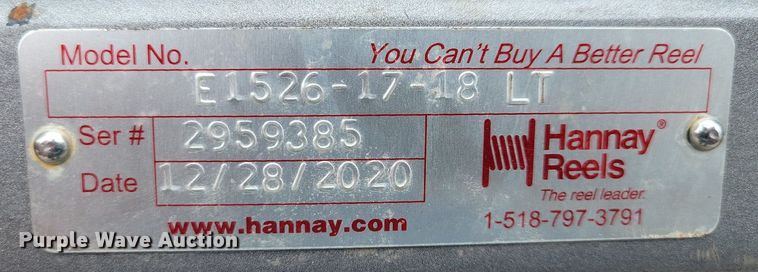 Model No. You Can't Buy A Better Reel
E1526-17-18 LT
Ser # 2959385
Hannay® Reels
Date 12/28/2020
The reel leader.
www.hannay.com 1-518-797-3791
Purple Wave Auction